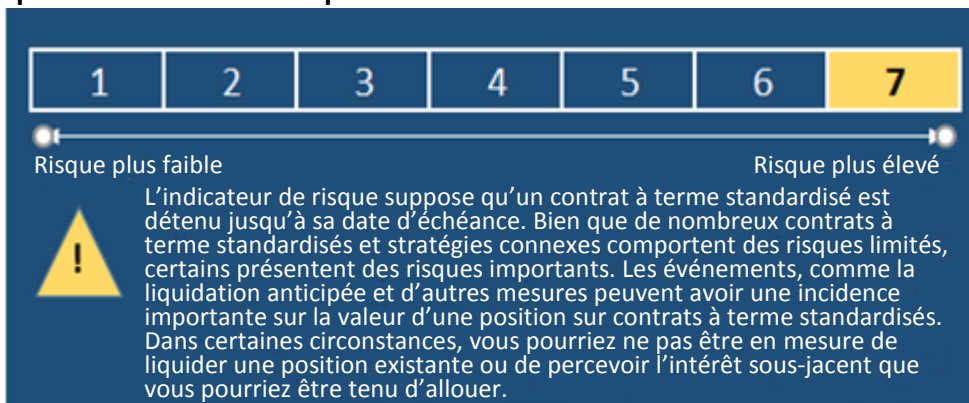 1 2 3 4 5 6 7
Risque plus faible Risque plus élevé
L'indicateur de risque suppose qu'un contrat à terme standardisé est
détenu jusqu'à sa date d'échéance. Bien que de nombreux contrats à
terme standardisés et stratégies connexes comportent des risques limités,
certains présentent des risques importants. Les événements, comme la
liquidation anticipée et d'autres mesures peuvent avoir une incidence
importante sur la valeur d'une position sur contrats à terme standardisés.
Dans certaines circonstances, vous pourriez ne pas être en mesure de
liquider une position existante ou de percevoir l'intérêt sous-jacent que
vous pourriez être tenu d'allouer.
!